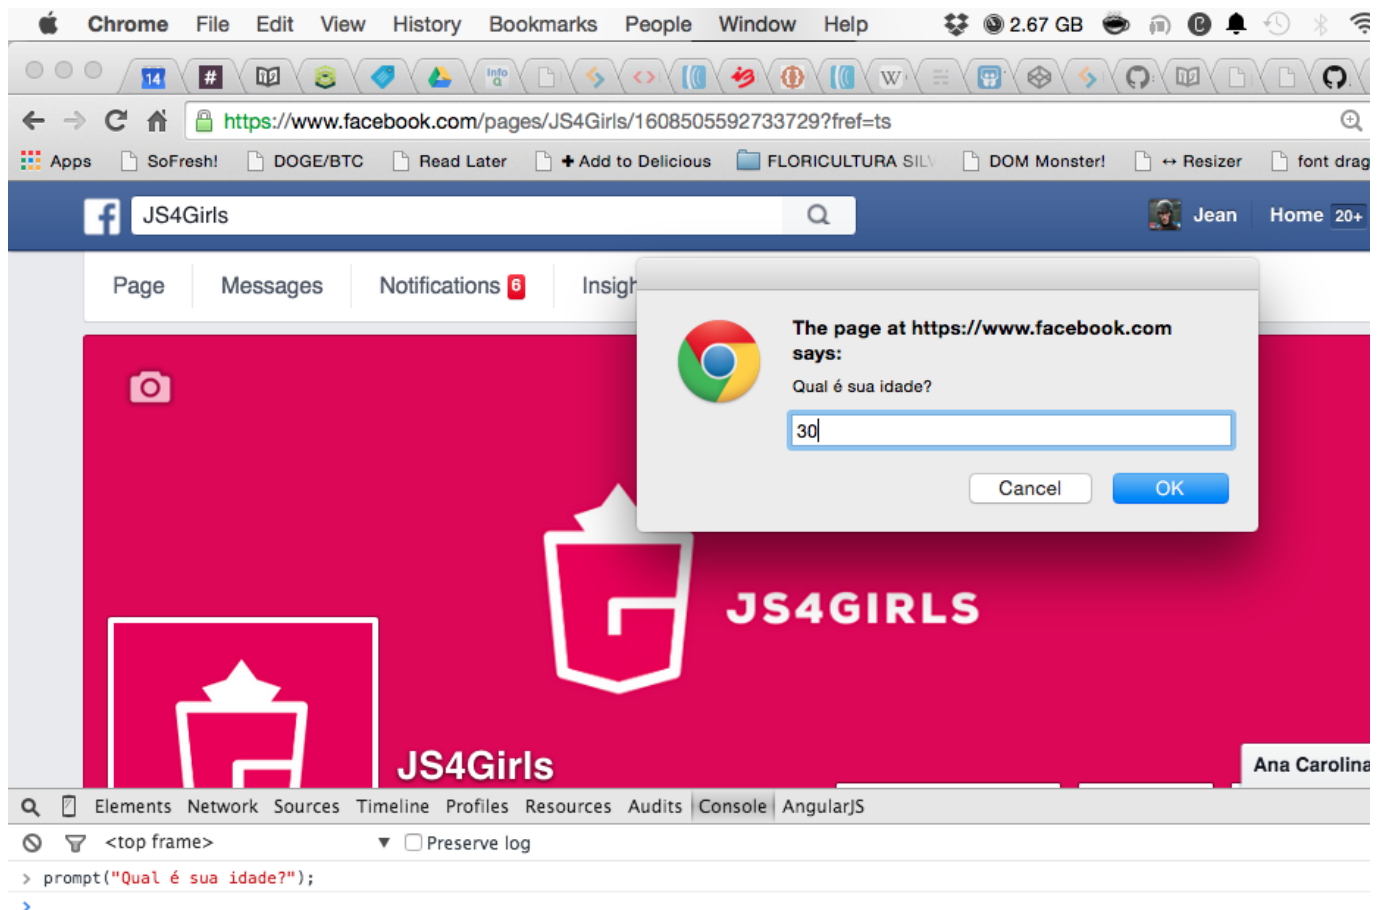 Chrome File Edit View History Bookmarks People Window Help 2.67 GB
14 # Info Q W
https://www.facebook.com/pages/JS4Girls/1608505592733729?fref=ts
Apps SoFresh! DOGE/BTC Read Later + Add to Delicious FLORICULTURA SILV DOM Monster! ↔ Resizer font drag
f JS4Girls Jean Home 20+
Page Messages Notifications 6 Insigh
The page at https://www.facebook.com
says:
Qual é sua idade?
30
Cancel OK
JS4GIRLS
JS4Girls
Ana Carolina
Elements Network Sources Timeline Profiles Resources Audits Console AngularJS
<top frame> ▼ Preserve log
> prompt("Qual é sua idade?");
>